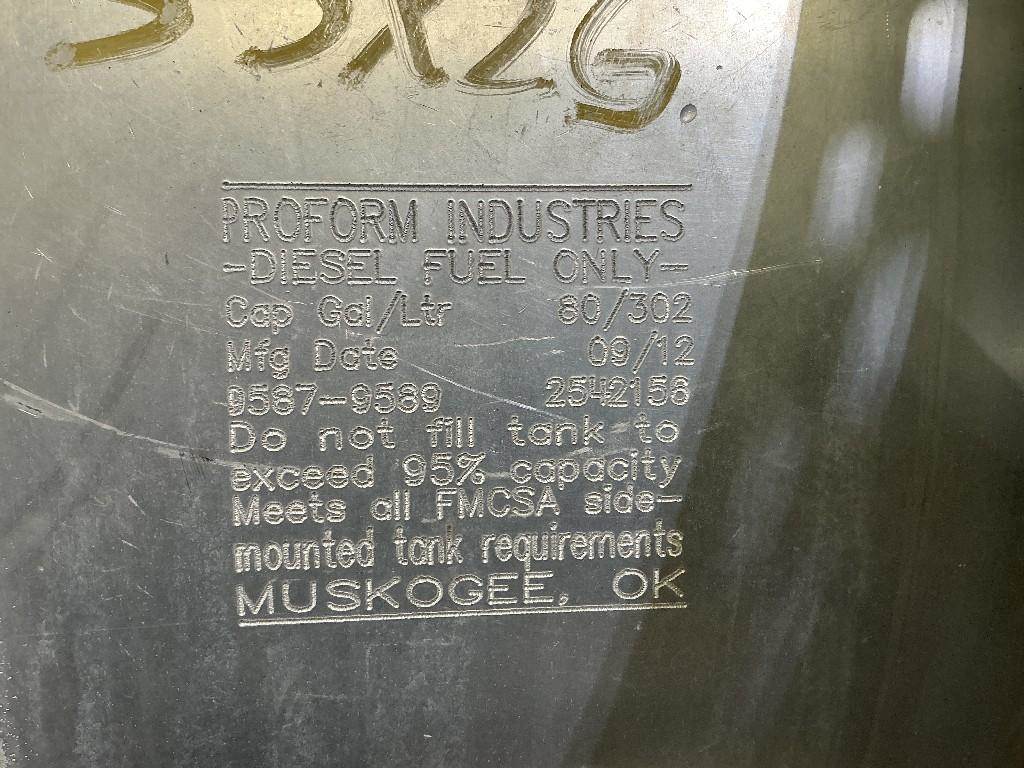 PROFORM INDUSTRIES
-DIESEL FUEL ONLY-
Cap Gal/Ltr 80/302
Mfg Date 09/12
9587-9589 2542158
Do not fill tank to
exceed 95% capacity
Meets all FMCSA side-
mounted tank requirements
MUSKOGEE, OK